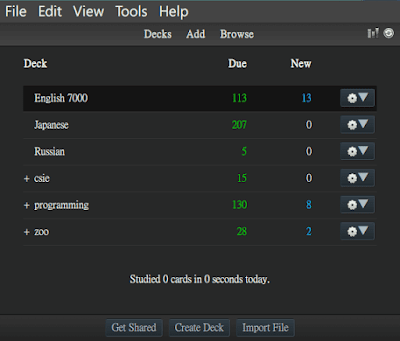 File Edit View Tools Help
Decks Add Browse
Deck Due New
English 7000 113 13
Japanese 207 0
Russian 5 0
+ csie 15 0
+ programming 130 8
+ zoo 28 2
Studied 0 cards in 0 seconds today.
Get Shared Create Deck Import File